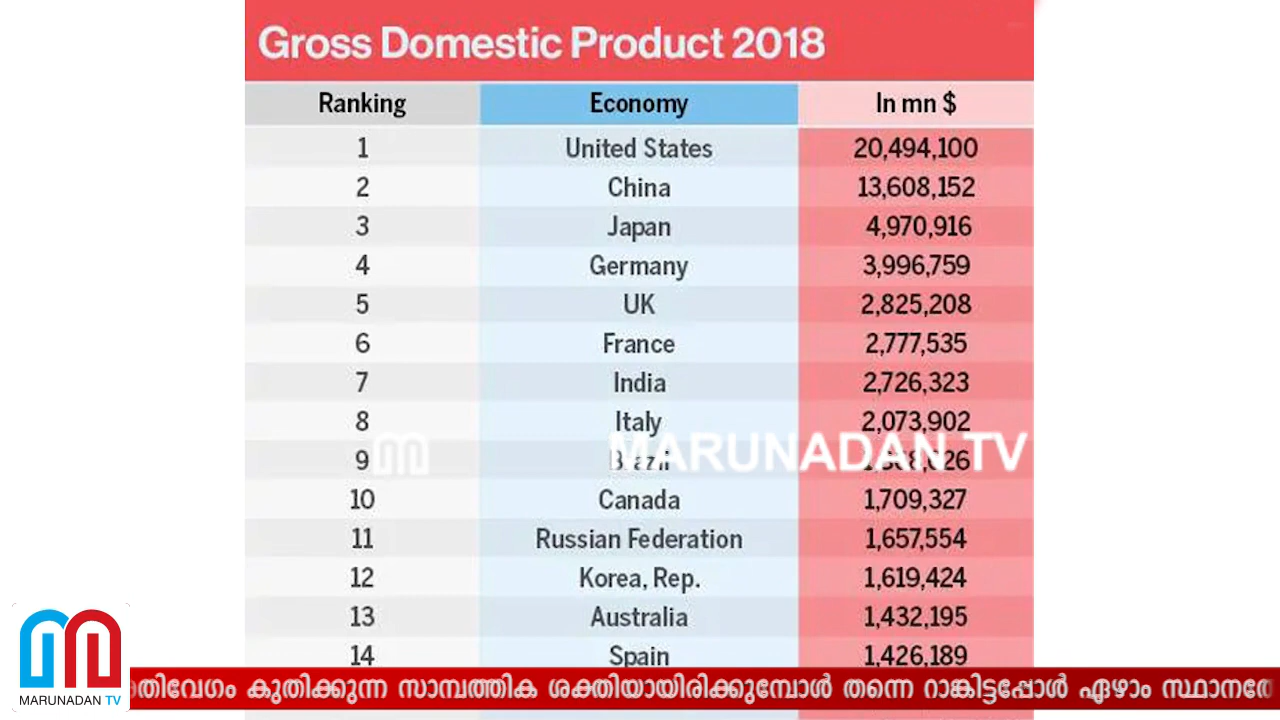 Gross Domestic Product 2018
Ranking Economy In mn $
1 United States 20,494,100
2 China 13,608,152
3 Japan 4,970,916
4 Germany 3,996,759
5 UK 2,825,208
6 France 2,777,535
7 India 2,726,323
8 Italy 2,073,902
MARUNADAN TV
9
10 Canada 1,709,327
11 Russian Federation 1,657,554
12 Korea, Rep. 1,619,424
13 Australia 1,432,195
14 Spain 1,426,189
കുതിക്കുന്ന സാമ്പത്തിക ശക്തിയായിരിക്കുമ്പോൾ തന്നെ റാങ്കിട്ടപ്പോൾ ഏഴാം
MARUNADAN TV